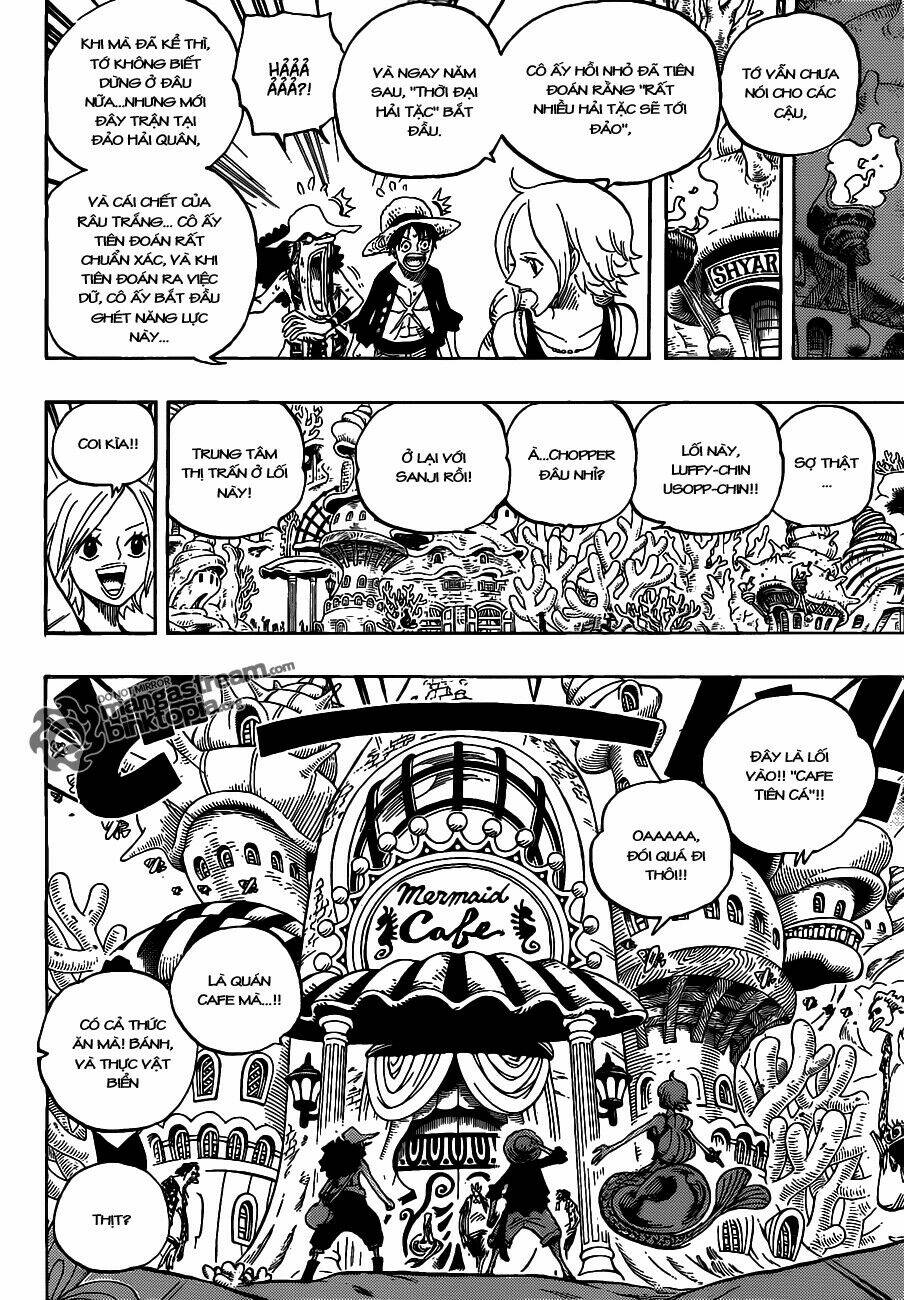 TỚ VẪN CHƯA
NÓI CHO CÁC
CẬU,
CÔ ẤY HỒI NHỎ ĐÃ TIÊN
ĐOÁN RẰNG "RẤT
NHIỀU HẢI TẶC SẼ TỚI
ĐẢO",
VÀ NGAY NĂM
SAU, "THỜI ĐẠI
HẢI TẶC" BẮT
ĐẦU.
HẢẢẢ
ẢẢẢ?!
KHI MÀ ĐÃ KỂ THÌ,
TỚ KHÔNG BIẾT
DỪNG Ở ĐÂU
NỮA...NHƯNG MỚI
ĐÂY TRẬN TẠI
ĐẢO HẢI QUÂN,
VÀ CÁI CHẾT CỦA
RÂU TRẮNG... CÔ ẤY
TIÊN ĐOÁN RẤT
CHUẨN XÁC, VÀ KHI
TIÊN ĐOÁN RA VIỆC
DỮ, CÔ ẤY BẮT ĐẦU
GHÉT NĂNG LỰC
NÀY...
SHYAR
SỢ THẬT
...
LỐI NÀY,
LUFFY-CHIN
USOPP-CHIN!!
À...CHOPPER
ĐÂU NHỈ?
Ở LẠI VỚI
SANJI RỒI!
TRUNG TÂM
THỊ TRẤN Ở LỐI
NÀY!
COI KÌA!!
DO NOT MIRROR
mangastream.com
binktopia
ĐÂY LÀ LỐI
VÀO!! "CAFE
TIÊN CÁ"!!
OAAAAA,
ĐÓI QUÁ ĐI
THÔI!!
Mermaid
Cafe
LÀ QUÁN
CAFE MÀ...!!
CÓ CẢ THỨC
ĂN MÀ! BÁNH,
VÀ THỰC VẬT
BIỂN
THỊT?